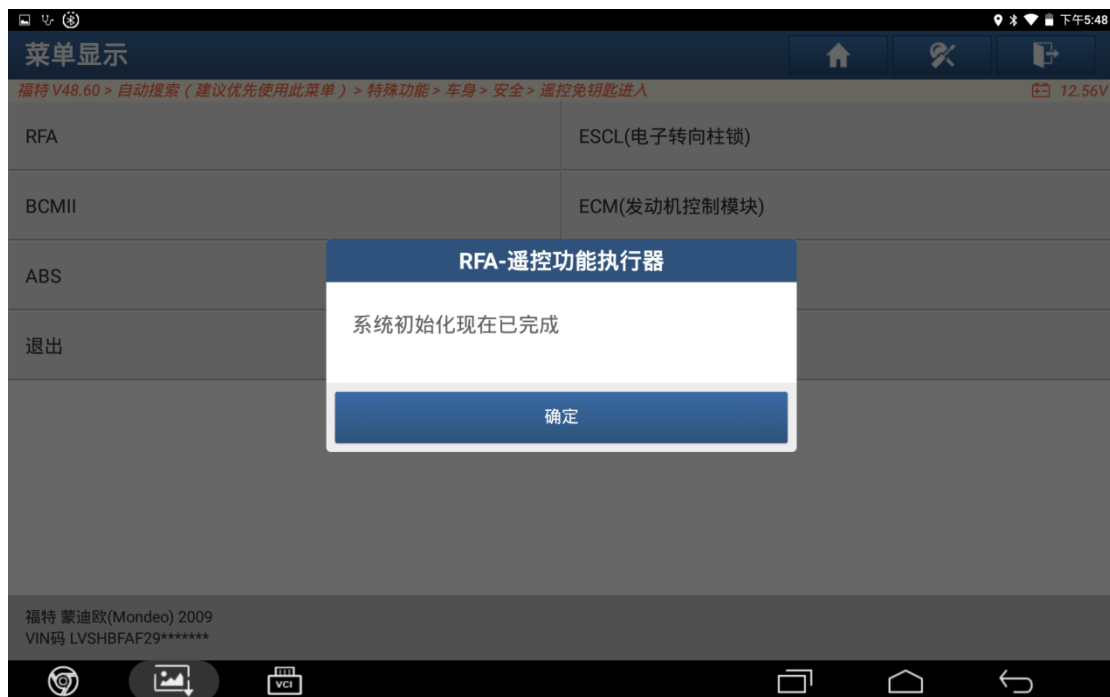 下午5:48
菜单显示
福特 V48.60 > 自动搜索（建议优先使用此菜单）> 特殊功能 > 车身 > 安全 > 遥控免钥匙进入
12.56V
RFA
ESCL(电子转向柱锁)
BCMII
ECM(发动机控制模块)
ABS
退出
RFA-遥控功能执行器
系统初始化现在已完成
确定
福特 蒙迪欧(Mondeo) 2009
VIN码 LVSHBFAF29*******
VCI